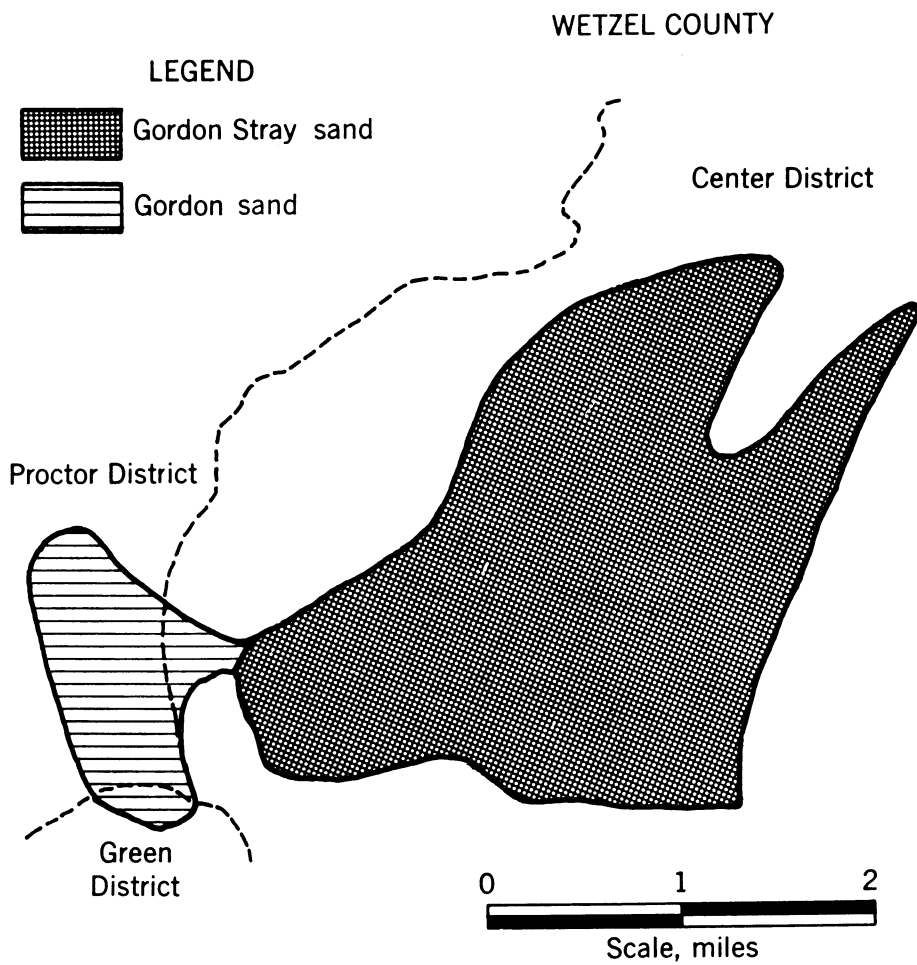 WETZEL COUNTY
LEGEND
Gordon Stray sand
Gordon sand
Center District
Proctor District
Green
District
0 1 2
Scale, miles